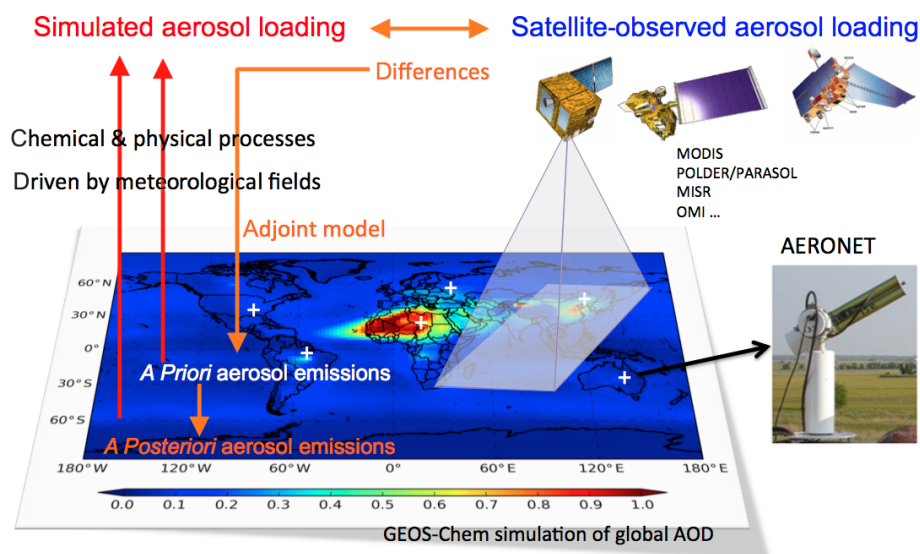 Simulated aerosol loading
Satellite-observed aerosol loading
Differences
Chemical & physical processes
Driven by meteorological fields
MODIS
POLDER/PARASOL
MISR
OMI ...
Adjoint model
AERONET
60°N
30°N
0°
30°S
60°S
A Priori aerosol emissions
A Posteriori aerosol emissions
180°W 120°W 60°W 0° 60°E 120°E 180°E
0.0 0.1 0.2 0.3 0.4 0.5 0.6 0.7 0.8 0.9 1.0
GEOS-Chem simulation of global AOD